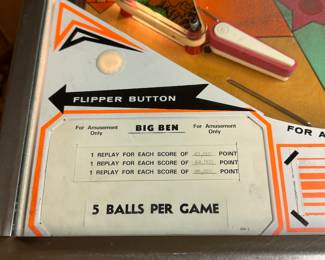 FLIPPER BUTTON
For Amusement Only
BIG BEN
For Amusement Only
1 REPLAY FOR EACH SCORE OF POINT
1 REPLAY FOR EACH SCORE OF POINT
1 REPLAY FOR EACH SCORE OF POINT
5 BALLS PER GAME
FOR A